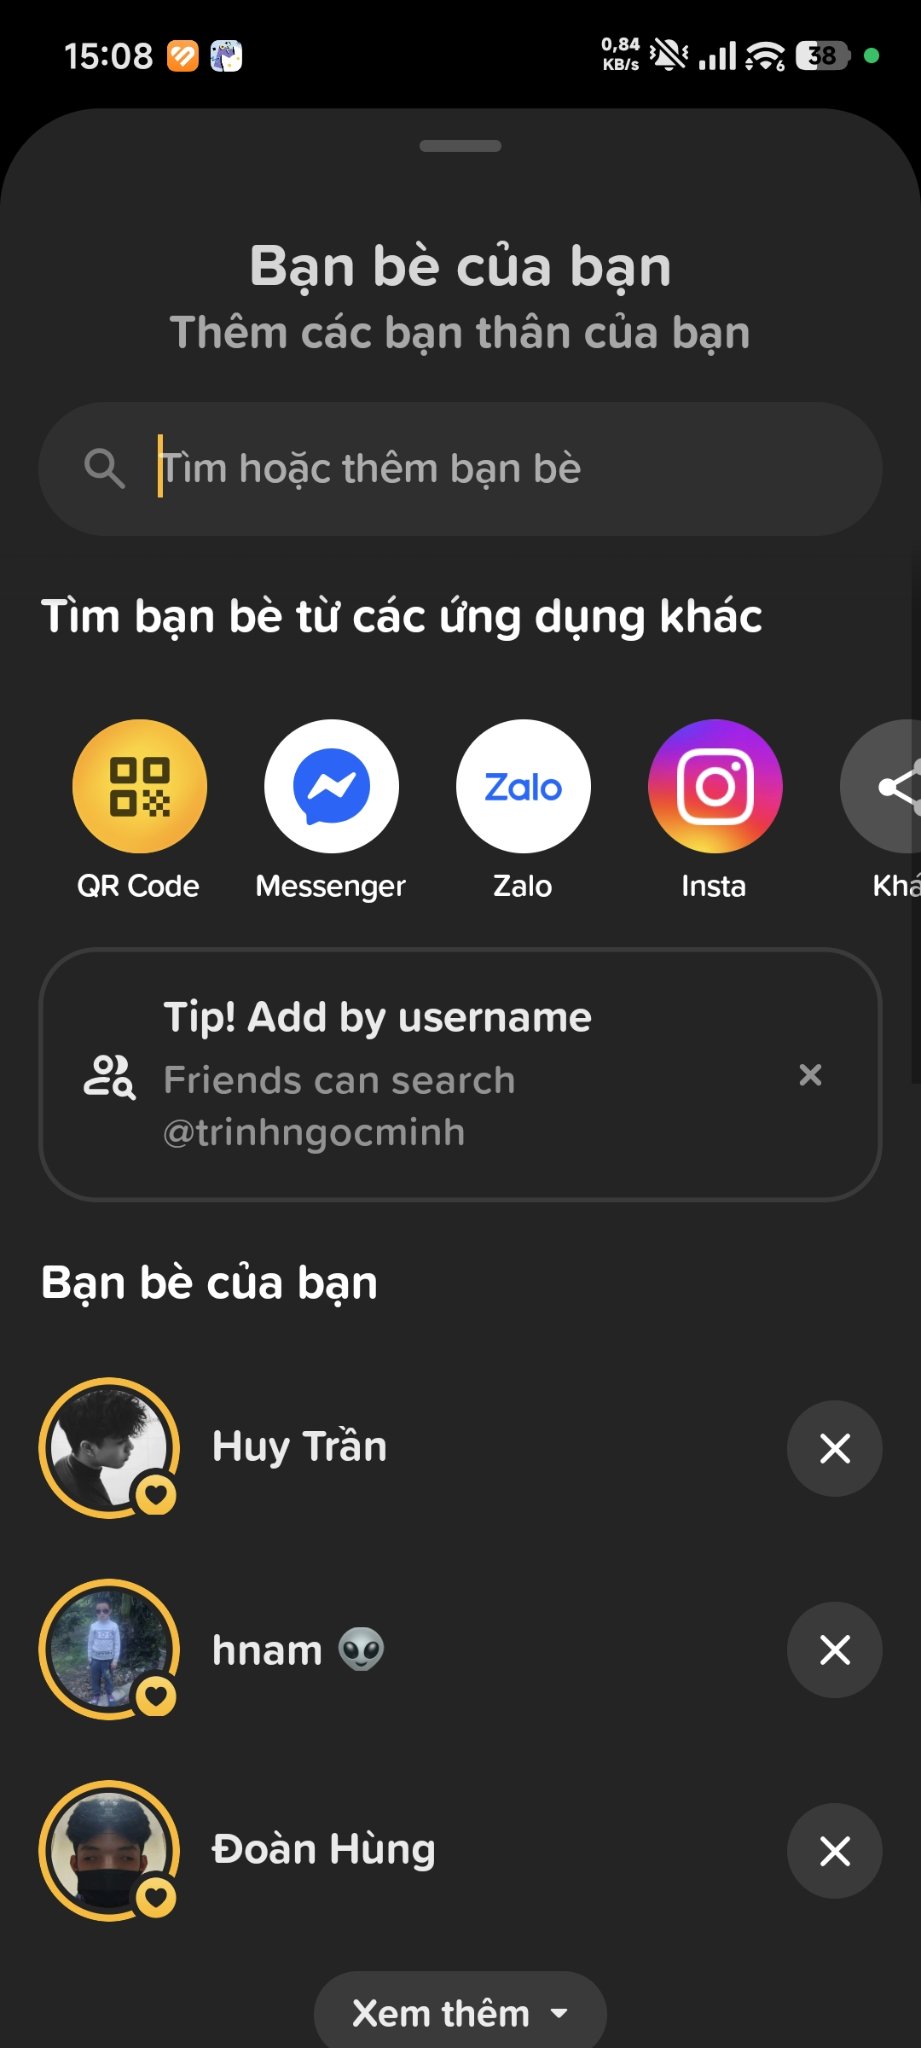 15:08
0,84
KB/s
6
38
Bạn bè của bạn
Thêm các bạn thân của bạn
Tìm hoặc thêm bạn bè
Tìm bạn bè từ các ứng dụng khác
Zalo
QR Code Messenger Zalo Insta Khá
Tip! Add by username
Friends can search
@trinhngocminh
Bạn bè của bạn
Huy Trần
hnam 👽
Đoàn Hùng
Xem thêm